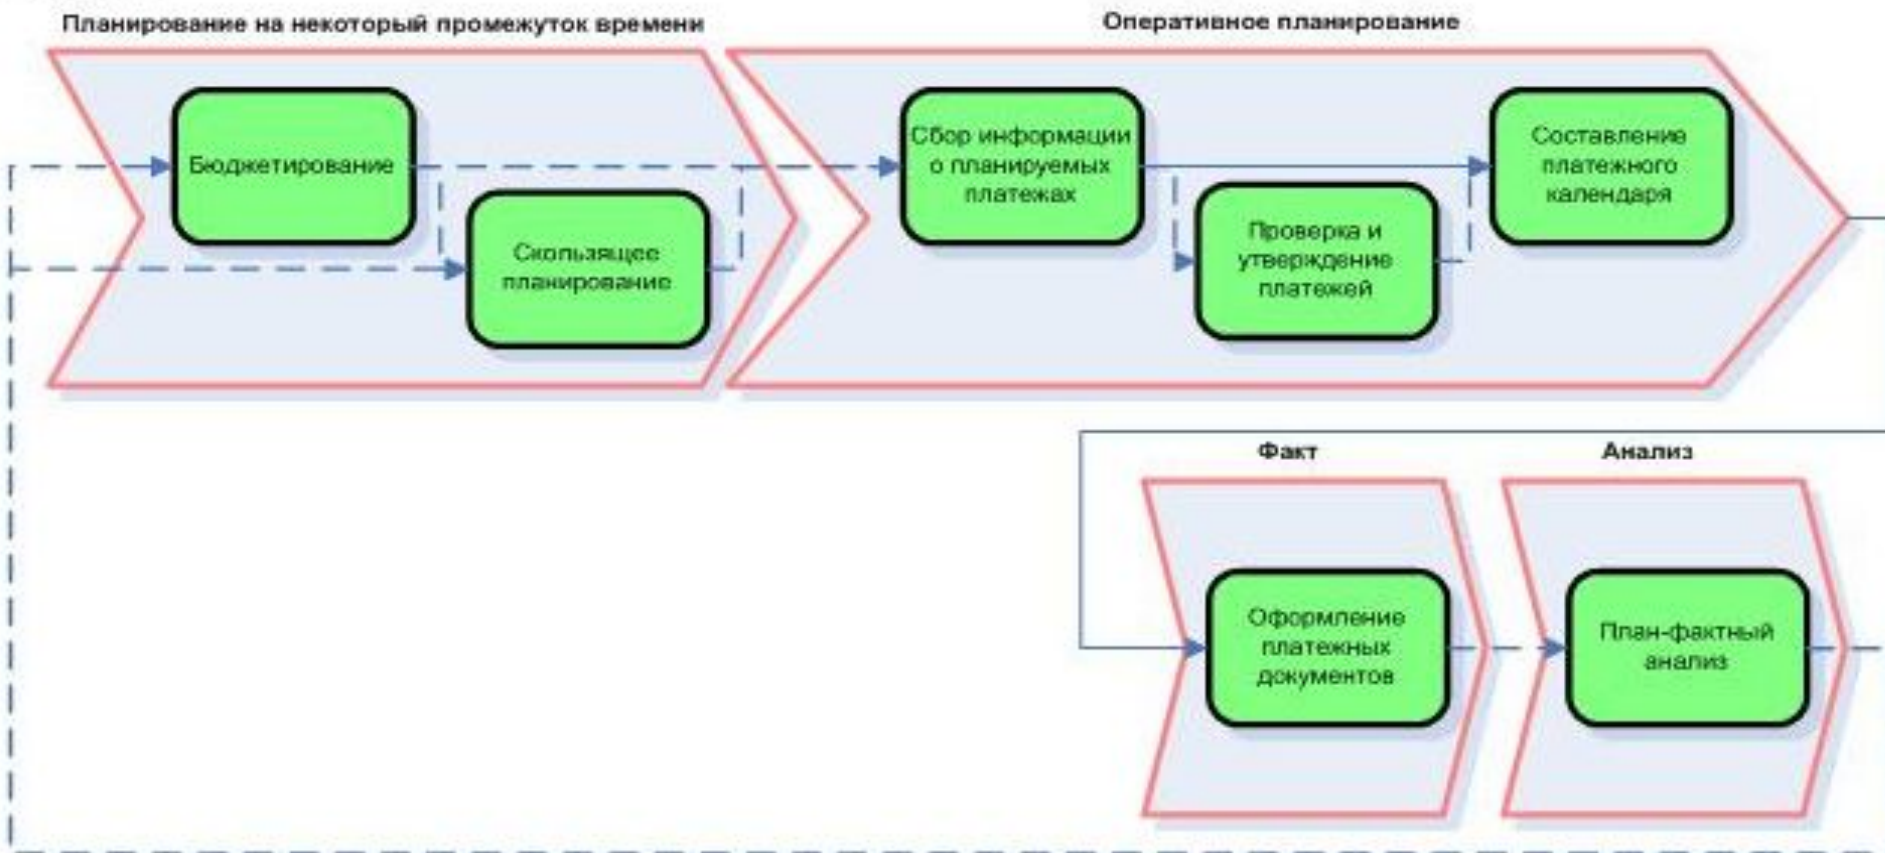 Планирование на некоторый промежуток времени
Оперативное планирование
Бюджетирование
Скользящее
планирование
Сбор информации
о планируемых
платежах
Проверка и
утверждение
платежей
Составление
платежного
календаря
Факт
Анализ
Оформление
платежных
документов
План-фактный
анализ